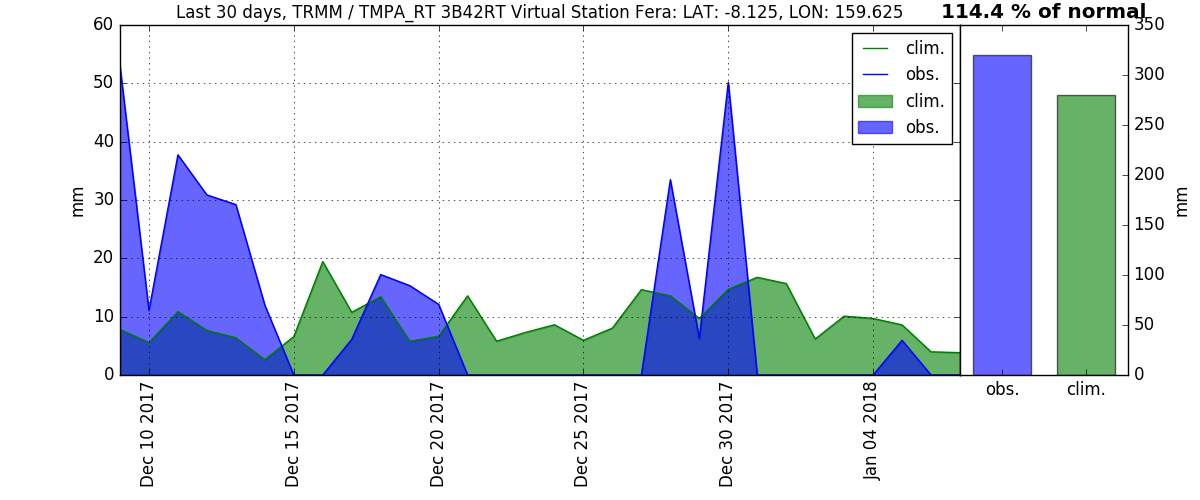 Last 30 days, TRMM / TMPA_RT 3B42RT Virtual Station Fera: LAT: -8.125, LON: 159.625
114.4 % of normal
60
50
40
30
20
10
0
mm
clim.
obs.
clim.
obs.
350
300
250
200
150
100
50
0
mm
Dec 10 2017
Dec 15 2017
Dec 20 2017
Dec 25 2017
Dec 30 2017
Jan 04 2018
obs.
clim.